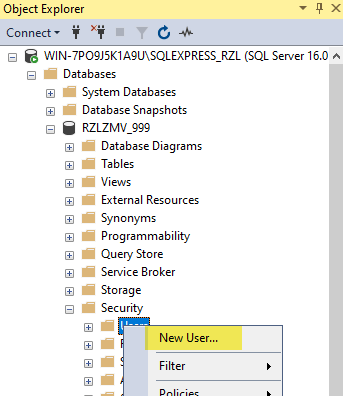 Object Explorer
Connect
WIN-7PO9J5K1A9U\SQLEXPRESS_RZL (SQL Server 16.0
Databases
System Databases
Database Snapshots
RZLZMV_999
Database Diagrams
Tables
Views
External Resources
Synonyms
Programmability
Query Store
Service Broker
Storage
Security
Users
New User...
Filter
Policies